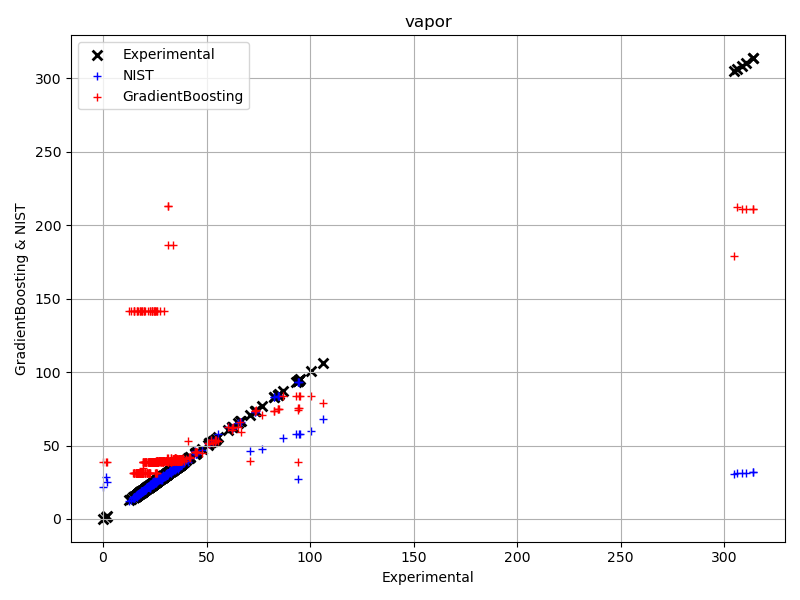 vapor
Experimental
NIST
GradientBoosting
GradientBoosting & NIST
300
250
200
150
100
50
0
0
50
100
150
200
250
300
Experimental